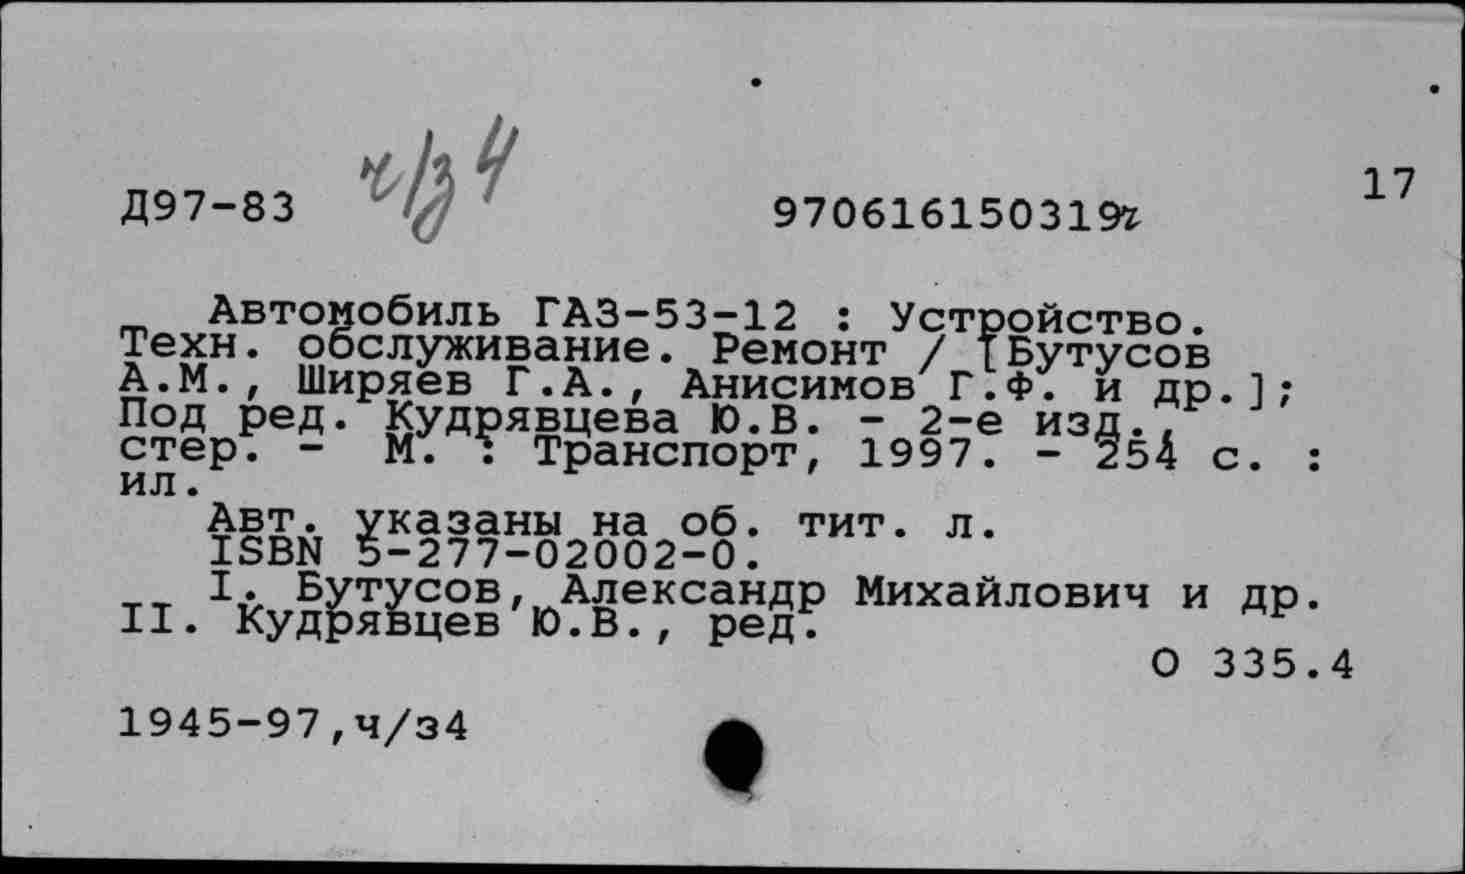 ч/з 4
17
Д97-83
970616150319
Автомобиль ГАЗ-53-12 : Устройство.
Техн. обслуживание. Ремонт / [Бутусов
А.М., Ширяев Г.А., Анисимов Г.Ф. и др.];
Под ред. Кудрявцева Ю.В. - 2-е изд.,
стер. - М. : Транспорт, 1997. - 254 с. :
ил.
Авт. указаны на об. тит. л.
ISBN 5-277-02002-0.
I. Бутусов, Александр Михайлович и др.
II. Кудрявцев Ю.В., ред.
О 335.4
1945-97,ч/з4